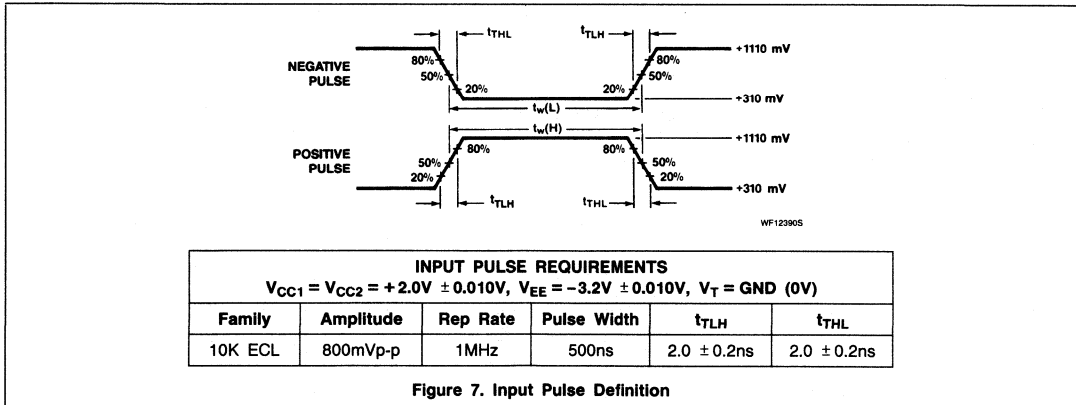 t_THL
t_TLH
+1110 mV
80%
80%
NEGATIVE
PULSE
50%
50%
20%
20%
t_w(L)
+310 mV
t_w(H)
+1110 mV
80%
80%
POSITIVE
PULSE
50%
50%
20%
20%
+310 mV
t_TLH
t_THL
WF12390S
INPUT PULSE REQUIREMENTS
V_CC1 = V_CC2 = +2.0V ±0.010V, V_EE = −3.2V ±0.010V, V_T = GND (0V)
Family Amplitude Rep Rate Pulse Width t_TLH t_THL
10K ECL 800mVp-p 1MHz 500ns 2.0 ±0.2ns 2.0 ±0.2ns
Figure 7. Input Pulse Definition